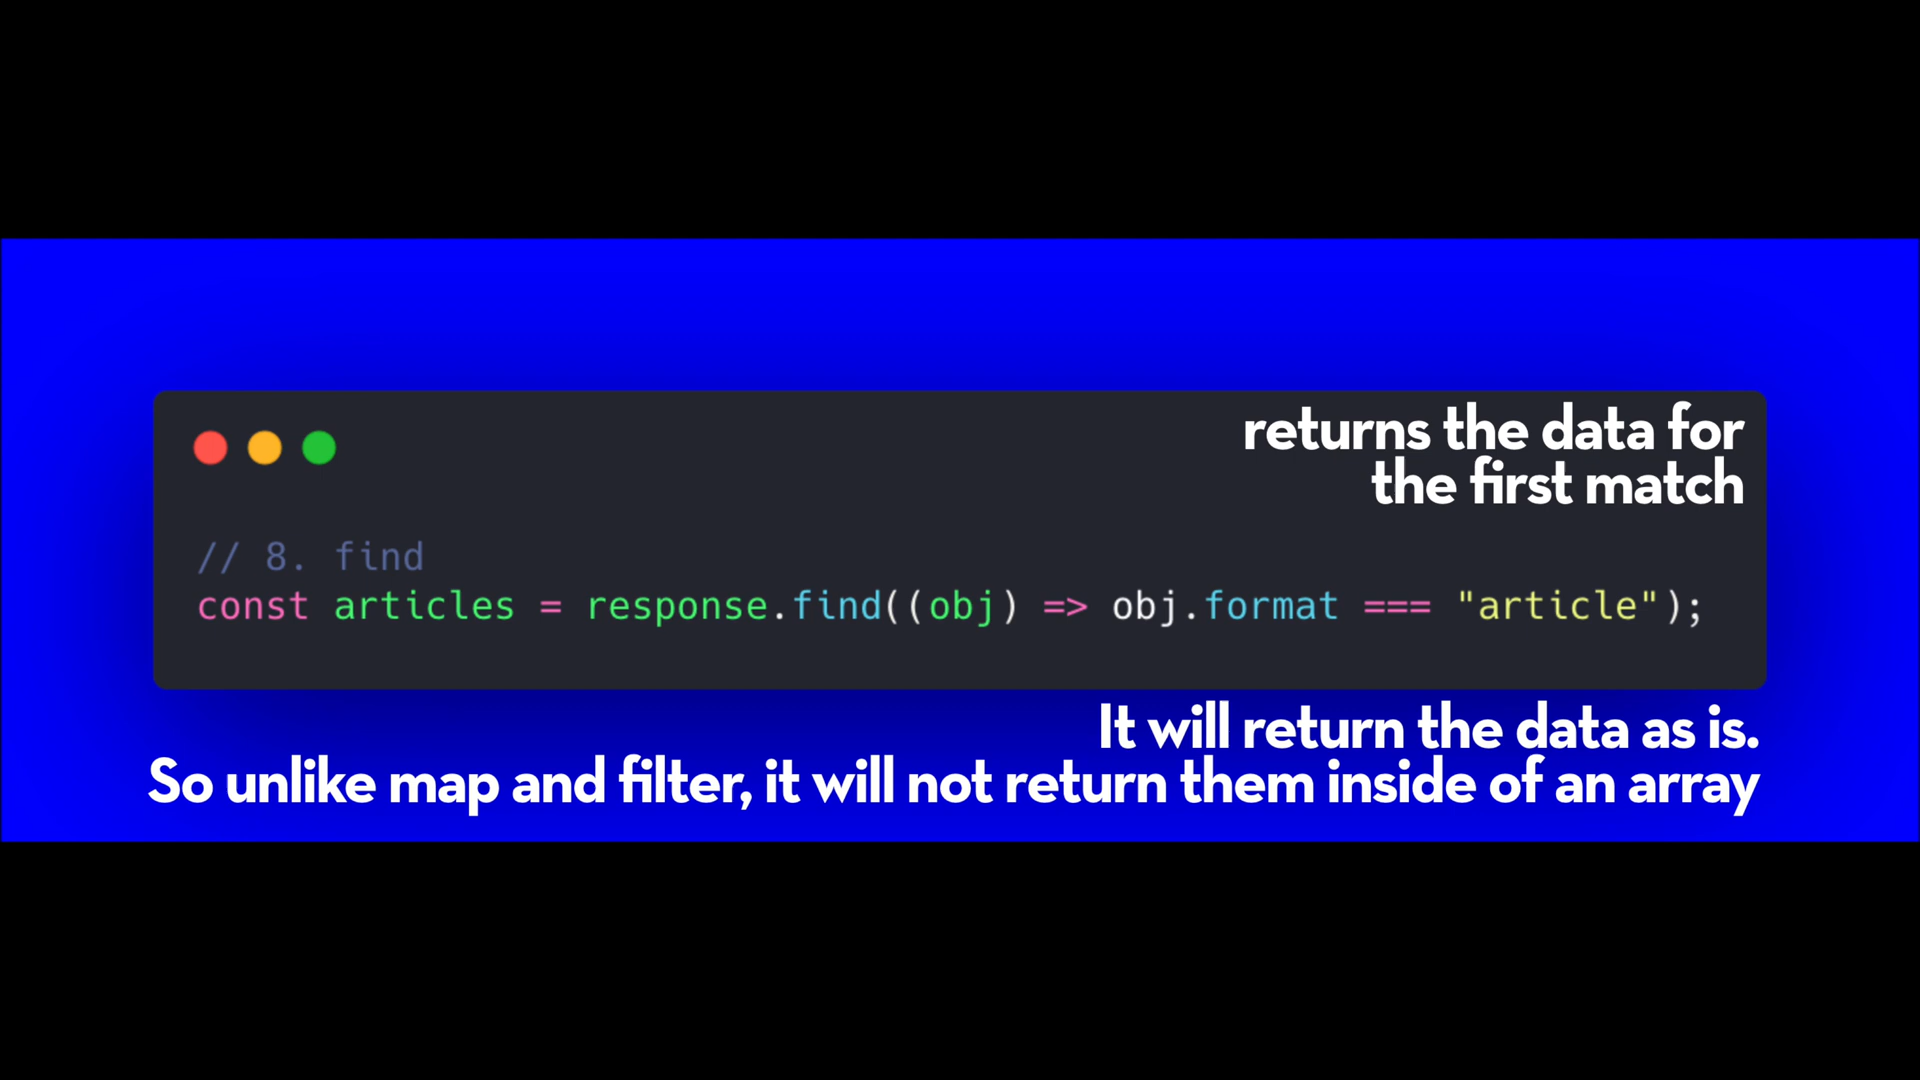 returns the data for
the first match
// 8. find
const articles = response.find((obj) => obj.format === "article");
It will return the data as is.
So unlike map and filter, it will not return them inside of an array